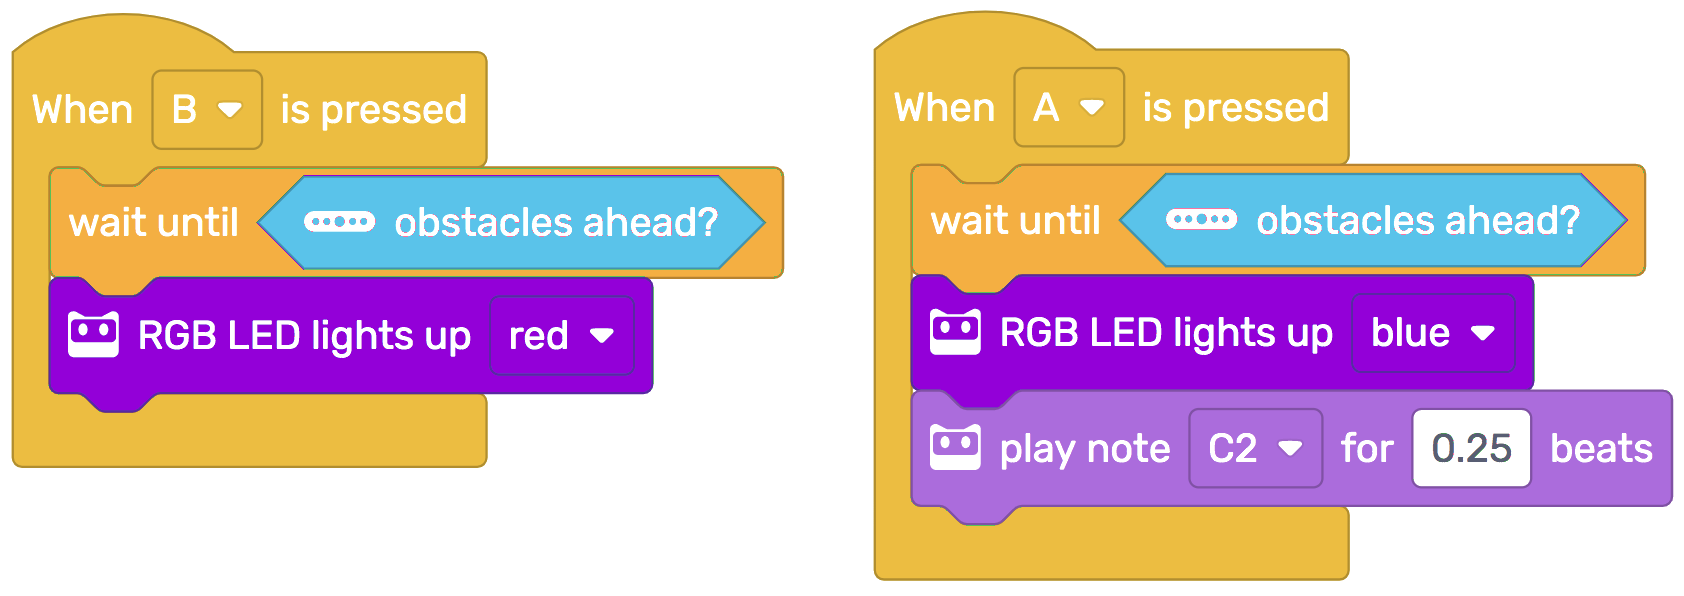 When B is pressed
wait until obstacles ahead?
RGB LED lights up red
When A is pressed
wait until obstacles ahead?
RGB LED lights up blue
play note C2 for 0.25 beats